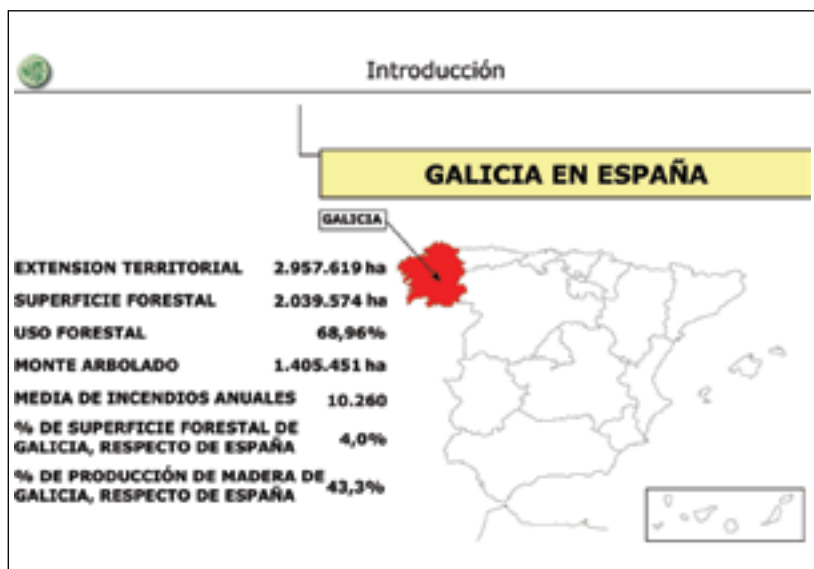 Introducción
GALICIA EN ESPAÑA
GALICIA
EXTENSION TERRITORIAL 2.957.619 ha
SUPERFICIE FORESTAL 2.039.574 ha
USO FORESTAL 68,96%
MONTE ARBOLADO 1.405.451 ha
MEDIA DE INCENDIOS ANUALES 10.260
% DE SUPERFICIE FORESTAL DE
GALICIA, RESPECTO DE ESPAÑA 4,0%
% DE PRODUCCIÓN DE MADERA DE
GALICIA, RESPECTO DE ESPAÑA 43,3%